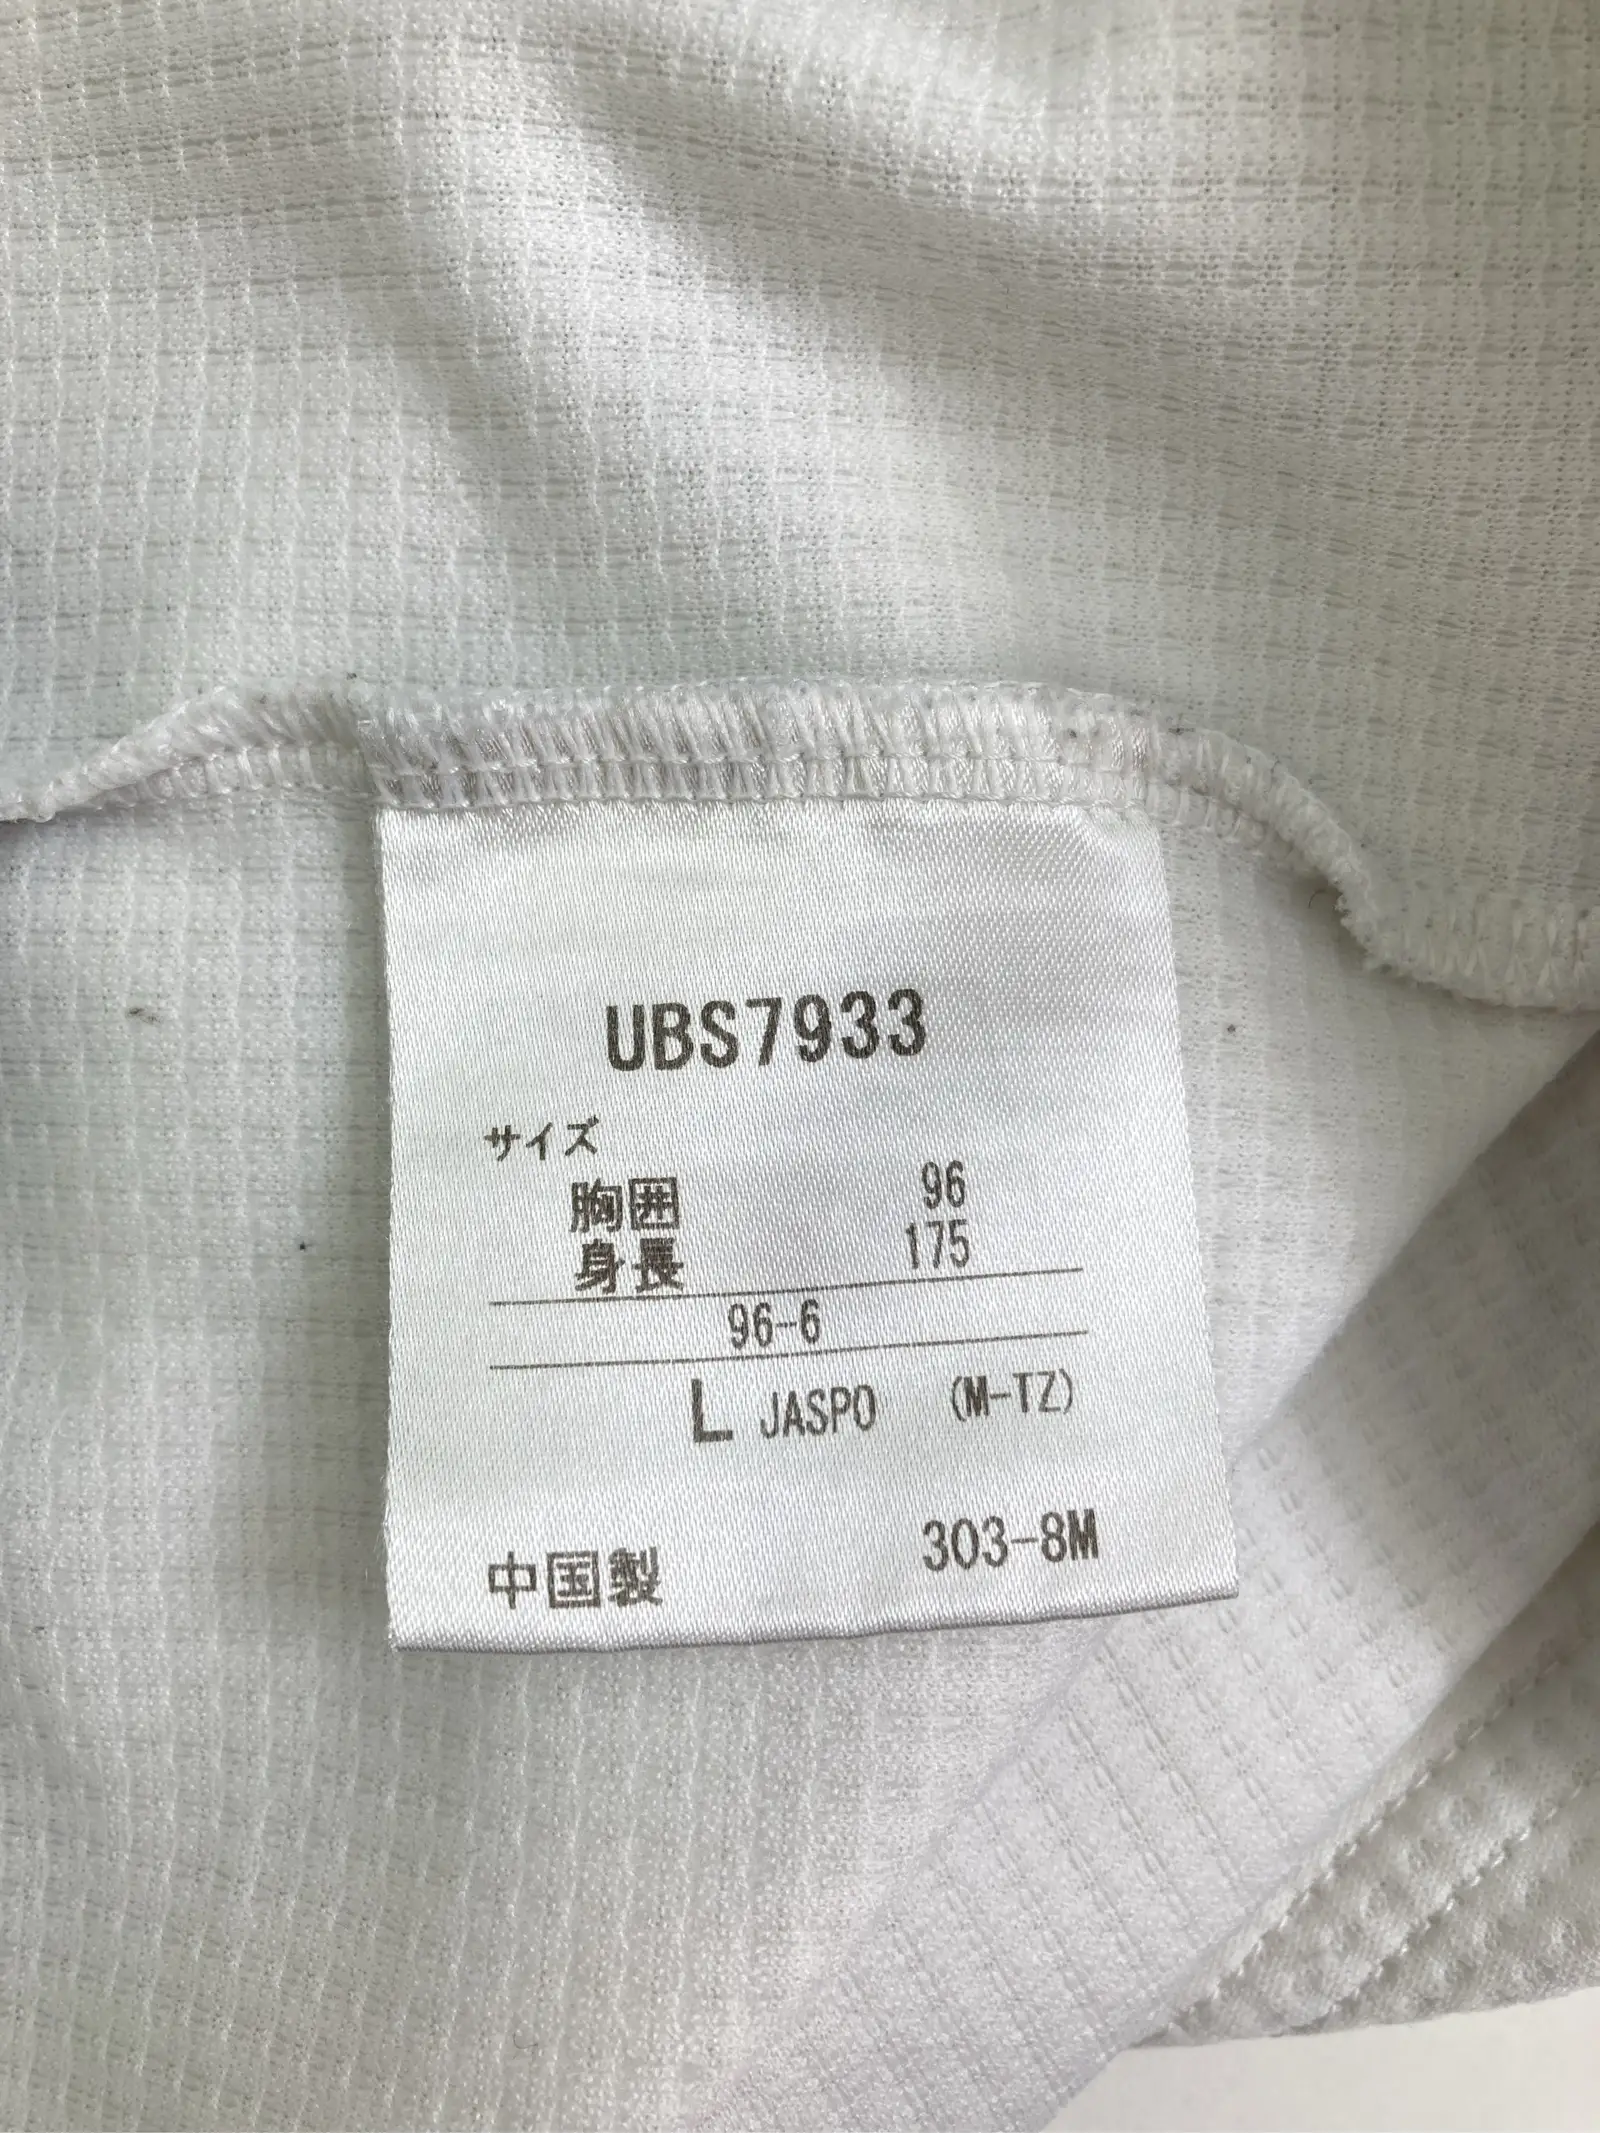 UBS7933
サイズ
胸囲 96
身長 175
96-6
L JASPO (M-TZ)
中国製 303-8M